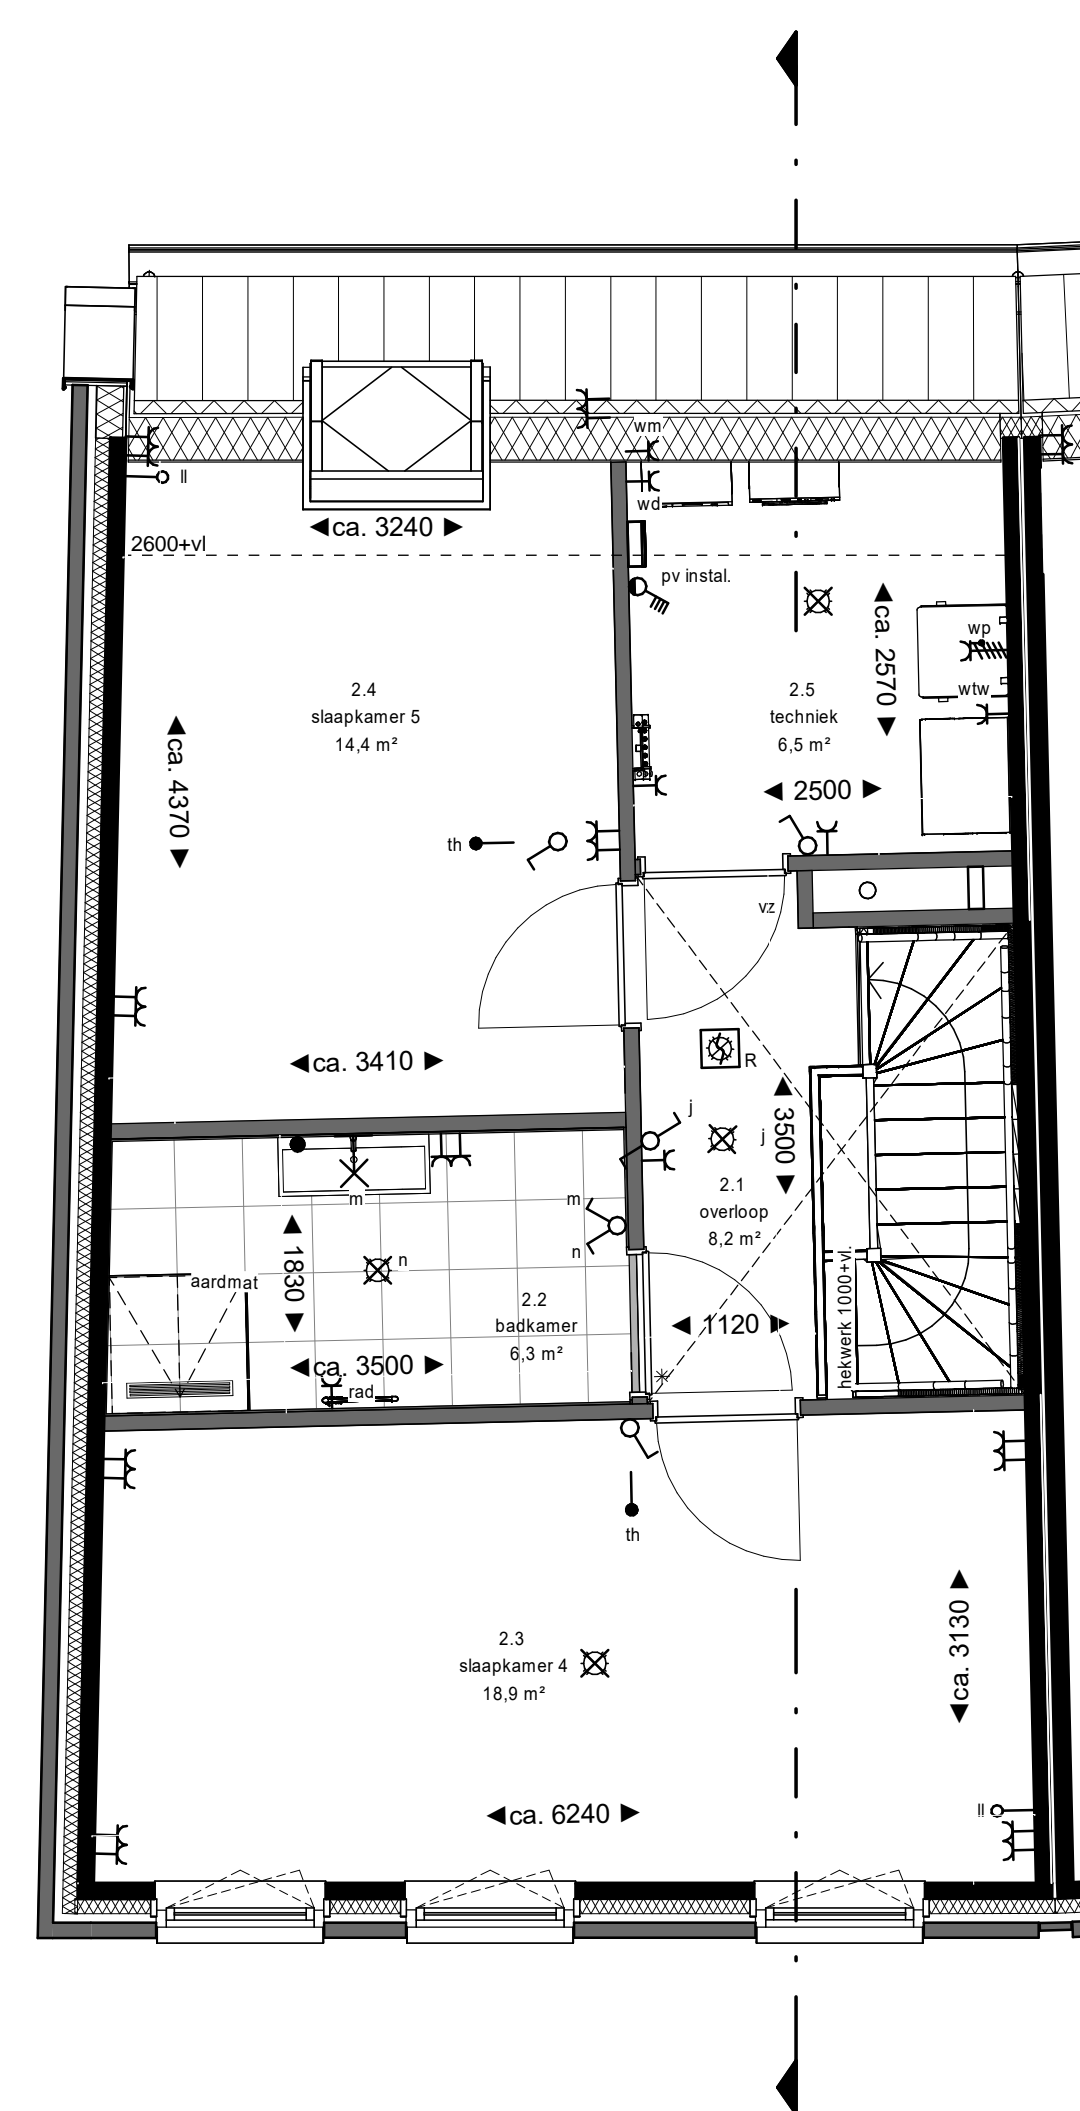 wm
ll
wd
ca. 3240
2600+vl
pv instal.
ca. 2570
wp
wtw
2.4
slaapkamer 5
14,4 m²
2.5
techniek
6,5 m²
ca. 4370
2500
th
vz
R
ca. 3410
j
3500
j
m
2.1
overloop
8,2 m²
m
n
1830
n
aardmat
hekwerk 1000+vl.
2.2
badkamer
6,3 m²
1120
ca. 3500
rad
th
ca. 3130
2.3
slaapkamer 4
18,9 m²
ca. 6240
ll